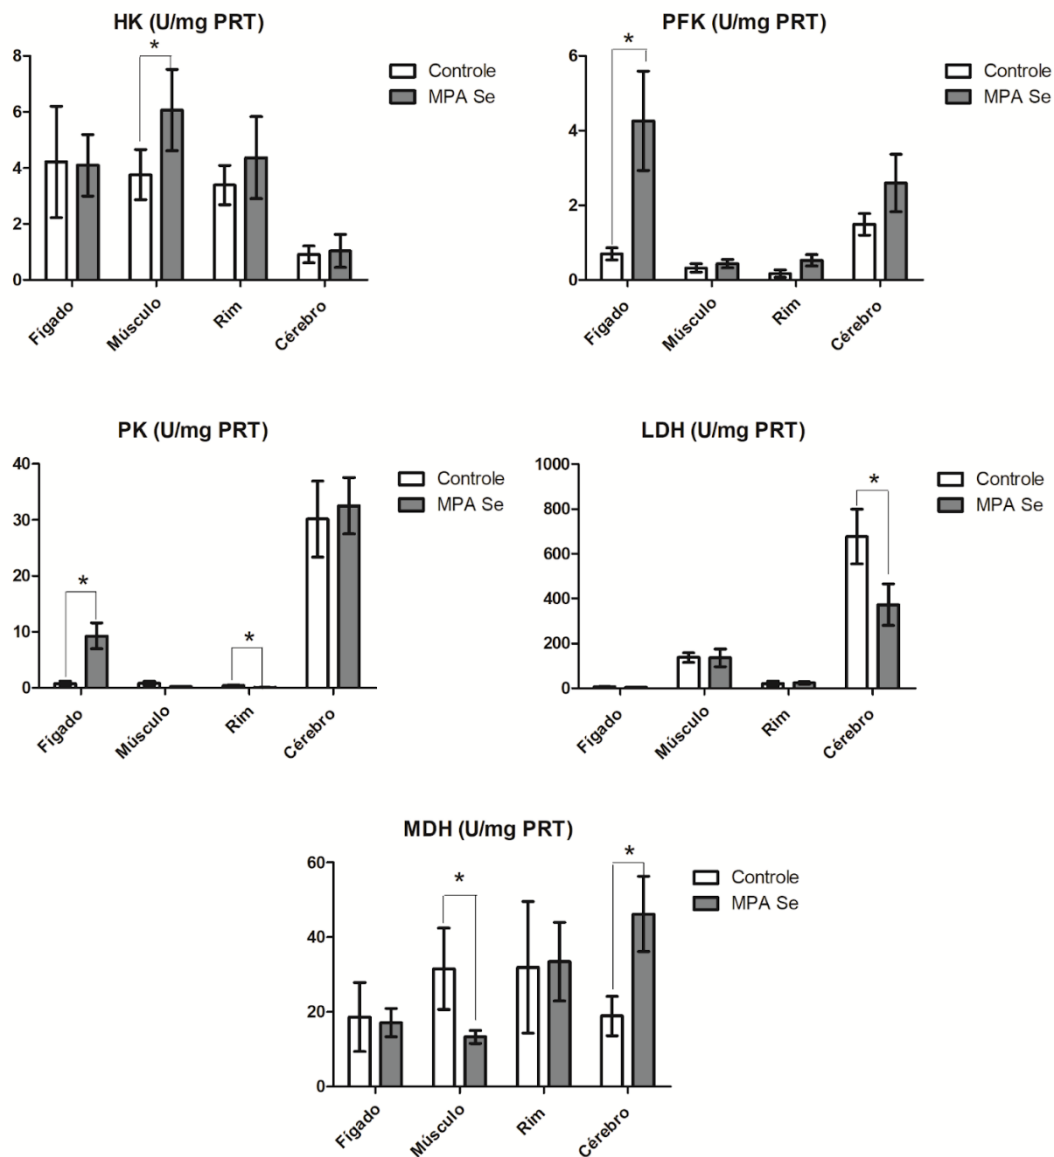 HK (U/mg PRT)
*
8
6
4
2
0
Fígado
Músculo
Rim
Cérebro
Controle
MPA Se
PFK (U/mg PRT)
*
6
4
2
0
Fígado
Músculo
Rim
Cérebro
Controle
MPA Se
PK (U/mg PRT)
40
30
20
10
0
*
*
Fígado
Músculo
Rim
Cérebro
Controle
MPA Se
LDH (U/mg PRT)
1000
800
600
400
200
0
*
Fígado
Músculo
Rim
Cérebro
Controle
MPA Se
MDH (U/mg PRT)
60
40
20
0
*
*
Fígado
Músculo
Rim
Cérebro
Controle
MPA Se